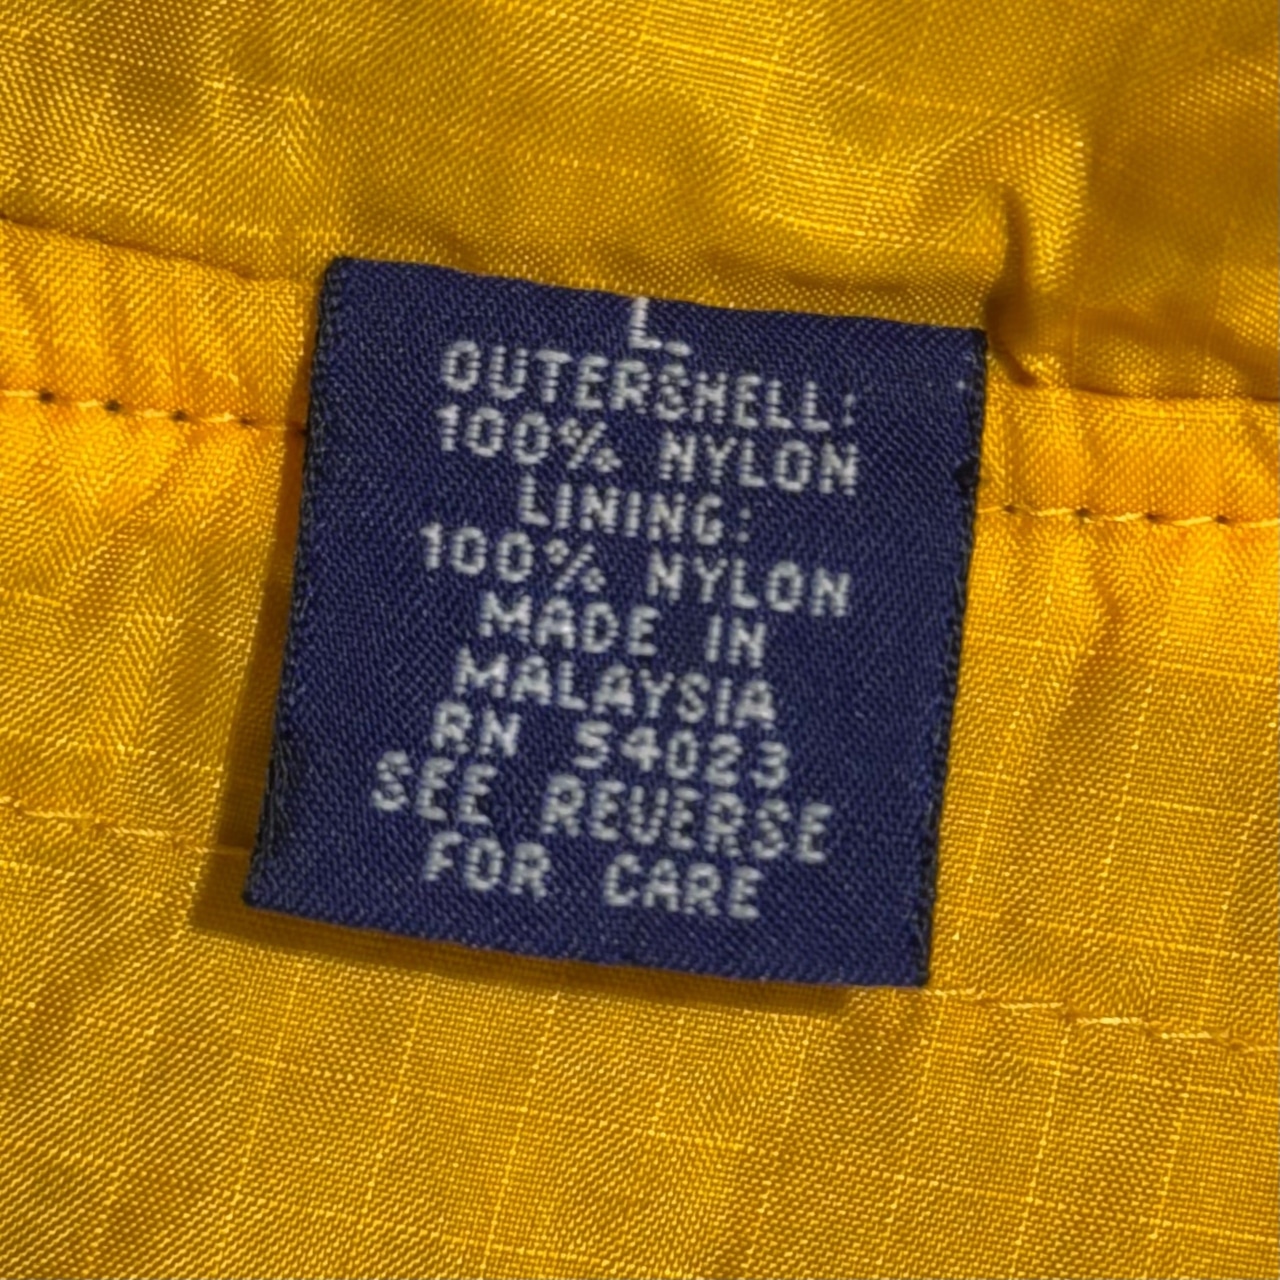 L.
OUTERSHELL:
100% NYLON
LINING:
100% NYLON
MADE IN
MALAYSIA
RN 54023
SEE REVERSE
FOR CARE